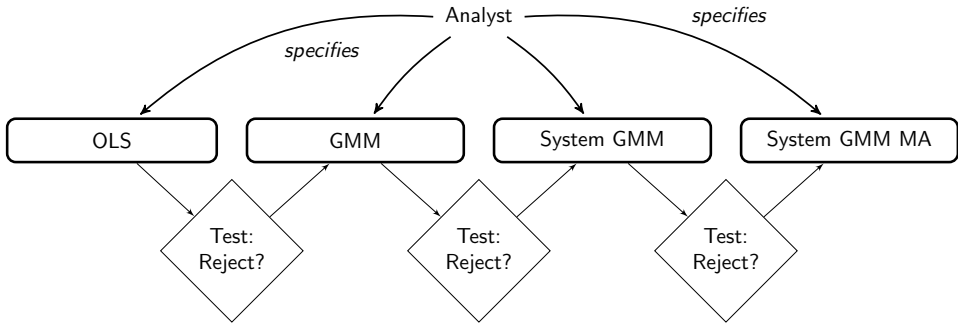 Analyst
specifies
specifies
OLS
GMM
System GMM
System GMM MA
Test:
Reject?
Test:
Reject?
Test:
Reject?